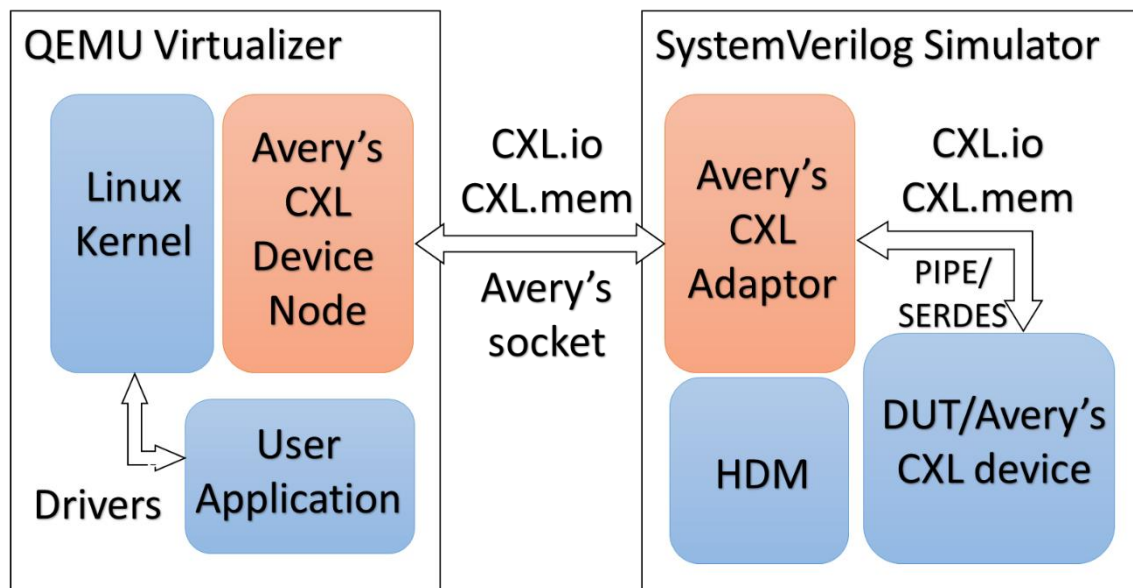 QEMU Virtualizer
Linux
Kernel
Avery’s
CXL
Device
Node
Drivers
User
Application
CXL.io
CXL.mem
Avery’s
socket
SystemVerilog Simulator
Avery’s
CXL
Adaptor
CXL.io
CXL.mem
PIPE/
SERDES
HDM
DUT/Avery’s
CXL device